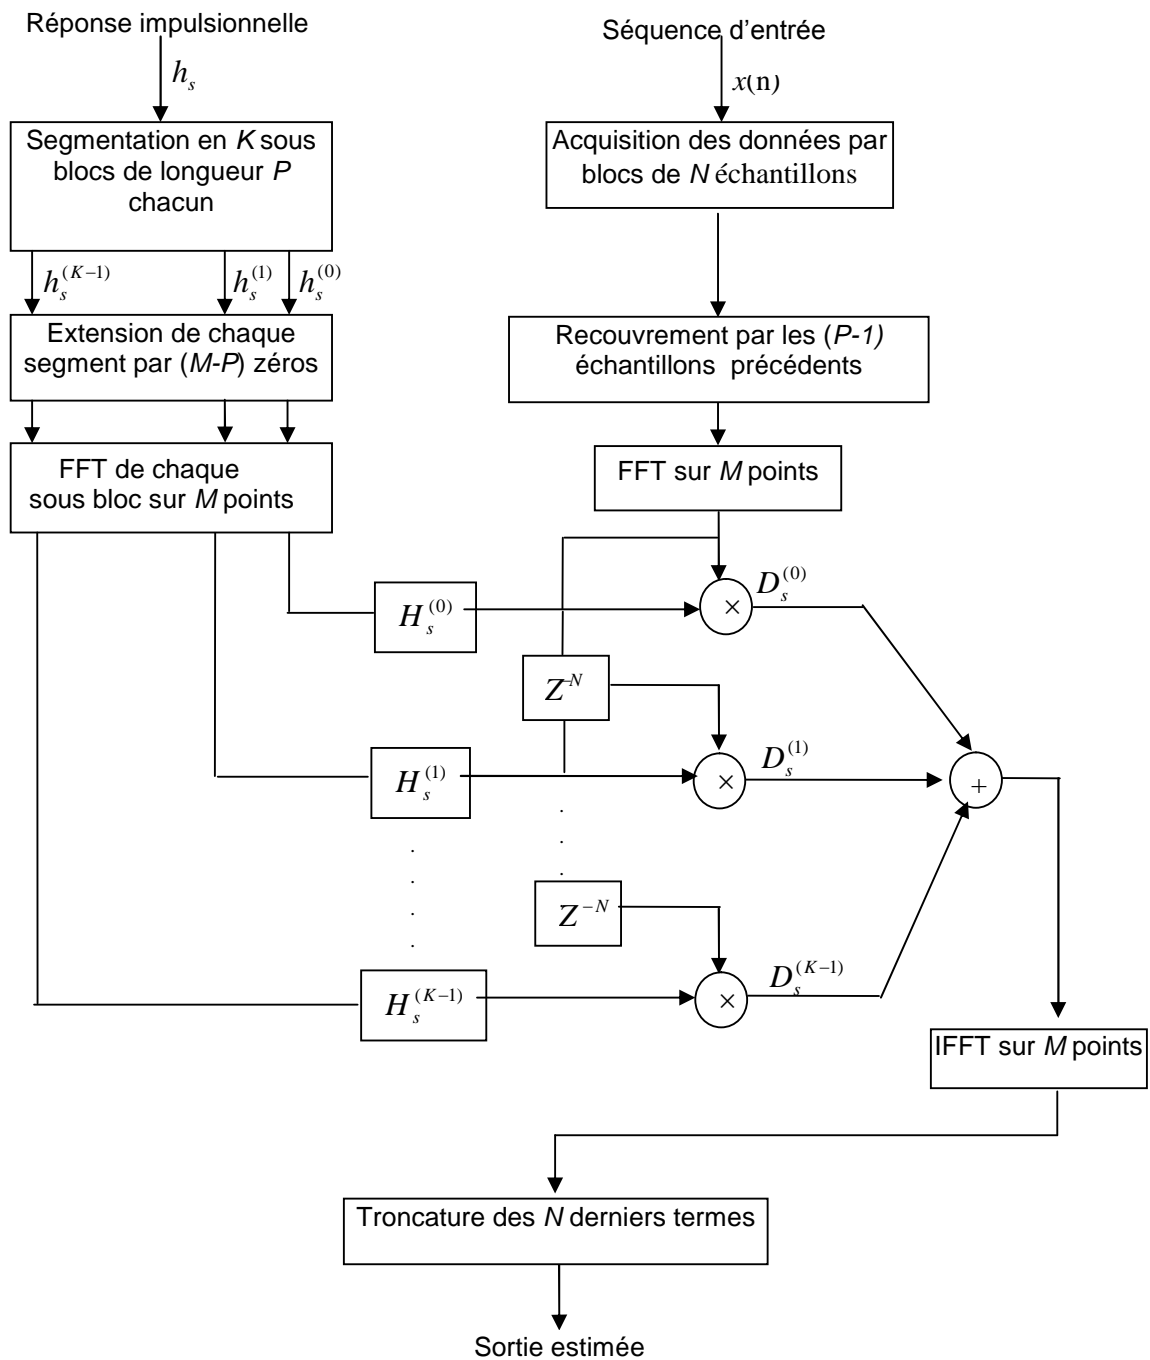 Réponse impulsionnelle
Séquence d'entrée
h_s
x(n)
Segmentation en K sous
blocs de longueur P
chacun
Acquisition des données par
blocs de N échantillons
h_s^(K−1)
h_s^(1)
h_s^(0)
Extension de chaque
segment par (M-P) zéros
Recouvrement par les (P-1)
échantillons précédents
FFT de chaque
sous bloc sur M points
FFT sur M points
H_s^(0)
×
D_s^(0)
Z^-N
H_s^(1)
×
D_s^(1)
+
Z^−N
H_s^(K−1)
×
D_s^(K−1)
IFFT sur M points
Troncature des N derniers termes
Sortie estimée